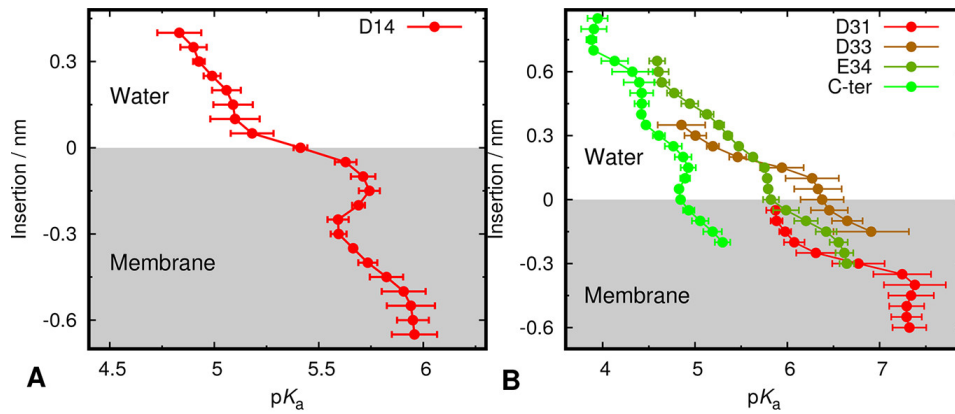 D14
Water
Membrane
Insertion / nm
0.3
0
-0.3
-0.6
4.5 5 5.5 6
pKa
A
D31
D33
E34
C-ter
Water
Membrane
Insertion / nm
0.6
0.3
0
-0.3
-0.6
4 5 6 7
pKa
B